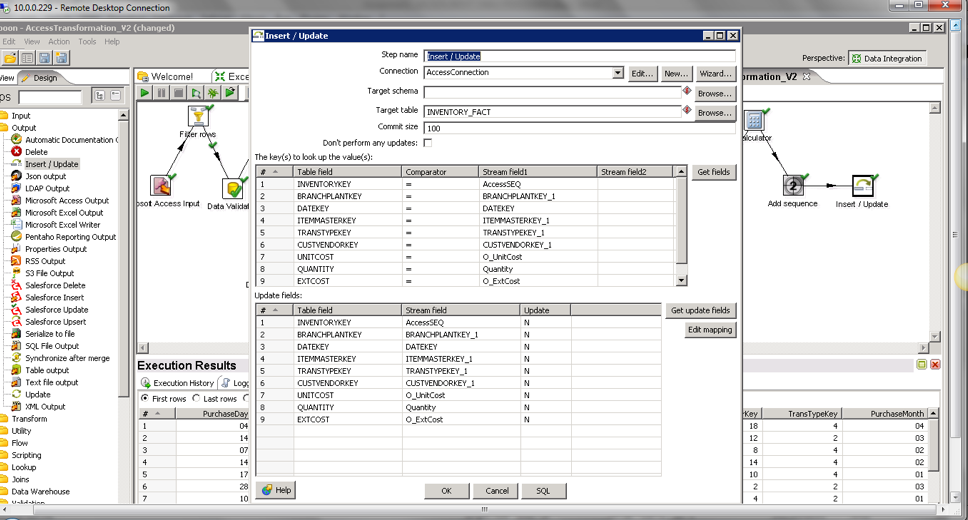 10.0.0.229 - Remote Desktop Connection
oon - AccessTransformation_V2 (changed)
Edit View Action Tools Help
Perspective: Data Integration
View Design
Welcome!
Exce
ormation_V2
Input
Output
Automatic Documentation O
Delete
Insert / Update
Json output
LDAP Output
Microsoft Access Output
Microsoft Excel Output
Microsoft Excel Writer
Pentaho Reporting Output
Properties Output
RSS Output
S3 File Output
Salesforce Delete
Salesforce Insert
Salesforce Update
Salesforce Upsert
Serialize to file
SQL File Output
Synchronize after merge
Table output
Text file output
Update
XML Output
Transform
Utility
Flow
Scripting
Lookup
Joins
Data Warehouse
Validation
Filter rows
osoft Access Input
Data Valida
alculator
Add sequence
Insert / Update
Insert / Update
Step name Insert / Update
Connection AccessConnection Edit... New... Wizard...
Target schema Browse...
Target table INVENTORY_FACT Browse...
Commit size 100
Don't perform any updates:
The key(s) to look up the value(s):
# Table field Comparator Stream field1 Stream field2 Get fields
1 INVENTORYKEY = AccessSEQ
2 BRANCHPLANTKEY = BRANCHPLANTKEY_1
3 DATEKEY = DATEKEY
4 ITEMMASTERKEY = ITEMMASTERKEY_1
5 TRANSTYPEKEY = TRANSTYPEKEY_1
6 CUSTVENDORKEY = CUSTVENDORKEY_1
7 UNITCOST = O_UnitCost
8 QUANTITY = Quantity
9 EXTCOST = O_ExtCost
Update fields:
# Table field Stream field Update Get update fields
Edit mapping
1 INVENTORYKEY AccessSEQ N
2 BRANCHPLANTKEY BRANCHPLANTKEY_1 N
3 DATEKEY DATEKEY N
4 ITEMMASTERKEY ITEMMASTERKEY_1 N
5 TRANSTYPEKEY TRANSTYPEKEY_1 N
6 CUSTVENDORKEY CUSTVENDORKEY_1 N
7 UNITCOST O_UnitCost N
8 QUANTITY Quantity N
9 EXTCOST O_ExtCost N
Help OK Cancel SQL
Execution Results
Execution History Logg
First rows Last rows
# PurchaseDay
1 04
2 14
3 07
4 14
5 17
6 28
7 10
rKey TransTypeKey PurchaseMonth
18 4 04
12 2 03
8 4 02
14 4 02
10 4 01
2 2 03
2 4 01